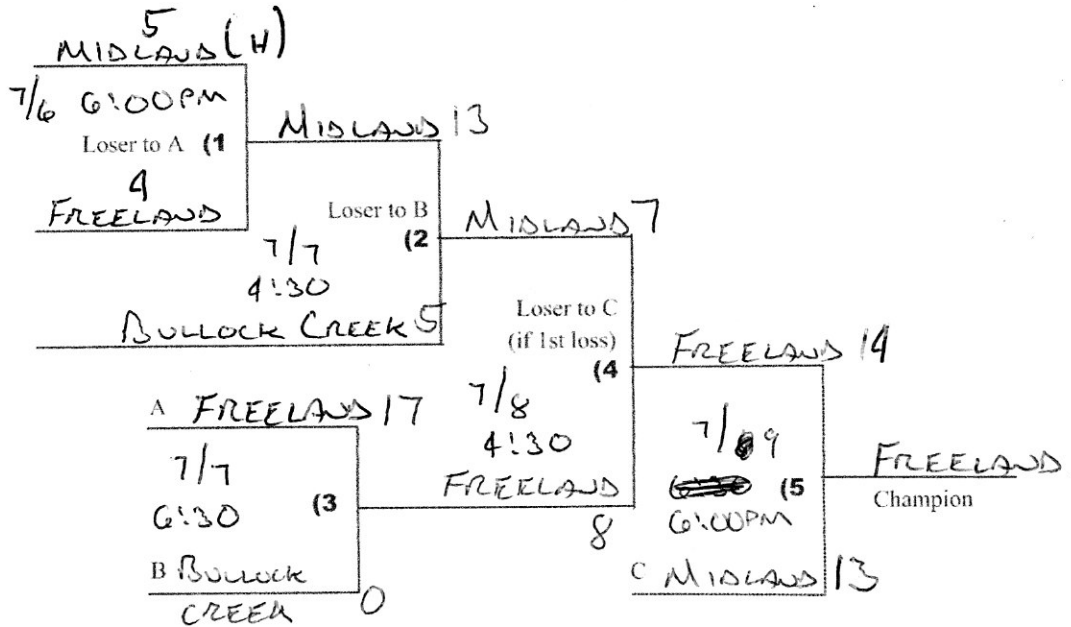 5
MIDLAND (H)
7/6 6:00PM
Loser to A (1
4
FREELAND
MIDLAND 13
Loser to B
(2
7/7
4:30
BULLOCK CREEK 5
MIDLAND 7
Loser to C
(if 1st loss)
(4
7/8
4:30
A FREELAND 17
7/7
6:30
(3
B BULLOCK
CREEK 0
FREELAND
8
FREELAND 14
7/9
(5
6:00PM
C MIDLAND 13
FREELAND
Champion